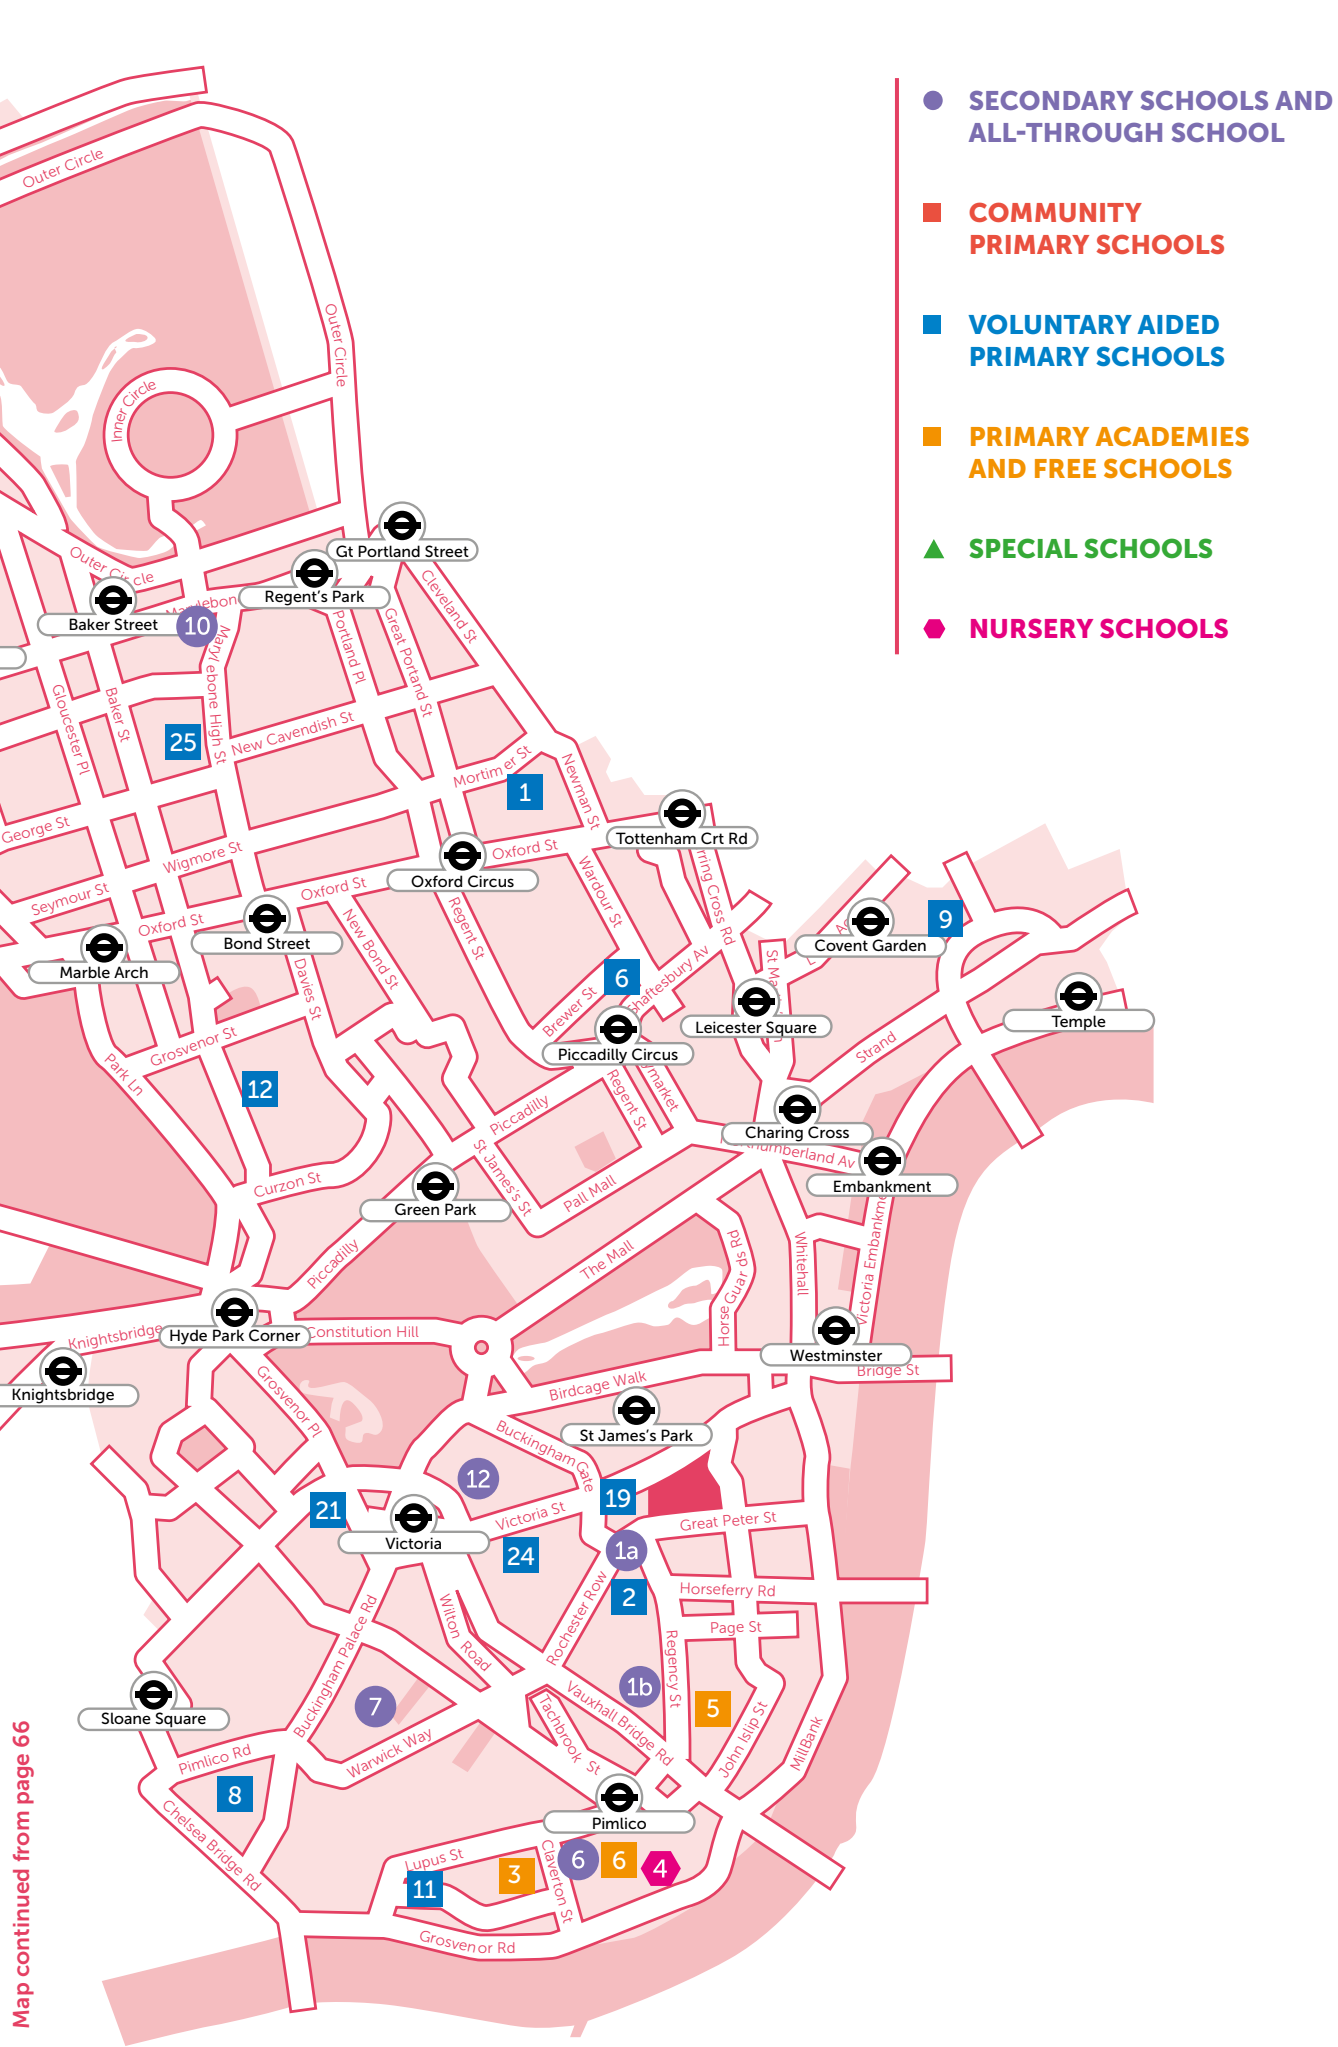 SECONDARY SCHOOLS AND
ALL-THROUGH SCHOOL
COMMUNITY
PRIMARY SCHOOLS
VOLUNTARY AIDED
PRIMARY SCHOOLS
PRIMARY ACADEMIES
AND FREE SCHOOLS
SPECIAL SCHOOLS
NURSERY SCHOOLS
Outer Circle
Outer Circle
Inner Circle
Gt Portland Street
Outer Circle
Regent's Park
Cleveland St
Baker Street
10
Portland Pl
Great Portland St
Marylebone High St
Gloucester Pl
Baker St
25
New Cavendish St
Mortimer St
1
Newman St
George St
Tottenham Crt Rd
Wigmore St
Oxford St
Oxford Circus
Wardour St
Seymour St
Oxford St
Oxford St
Bond Street
New Bond St
Regent St
Covent Garden
9
Marble Arch
Davies St
6
Shaftesbury Av
Brewer St
Leicester Square
Temple
Piccadilly Circus
Grosvenor St
Park Ln
12
Strand
Regent St
Piccadilly
Charing Cross
St James's St
Embankment
Curzon St
Green Park
Pall Mall
Piccadilly
The Mall
Horse Guards Rd
Whitehall
Victoria Embankme
Hyde Park Corner
Knightsbridge
Constitution Hill
Westminster
Bridge St
Knightsbridge
Grosvenor Pl
Birdcage Walk
St James's Park
Buckingham Gate
12
19
21
Victoria St
Victoria
Great Peter St
24
1a
2
Horseferry Rd
Page St
Rochester Row
Wilton Road
Buckingham Palace Rd
Regency St
1b
7
5
Sloane Square
Vauxhall Bridge Rd
Tachbrook St
John Islip St
MillBank
Warwick Way
Pimlico Rd
8
Chelsea Bridge Rd
Pimlico
Lupus St
Claverton St
6
6
4
3
11
Grosvenor Rd
Map continued from page 66